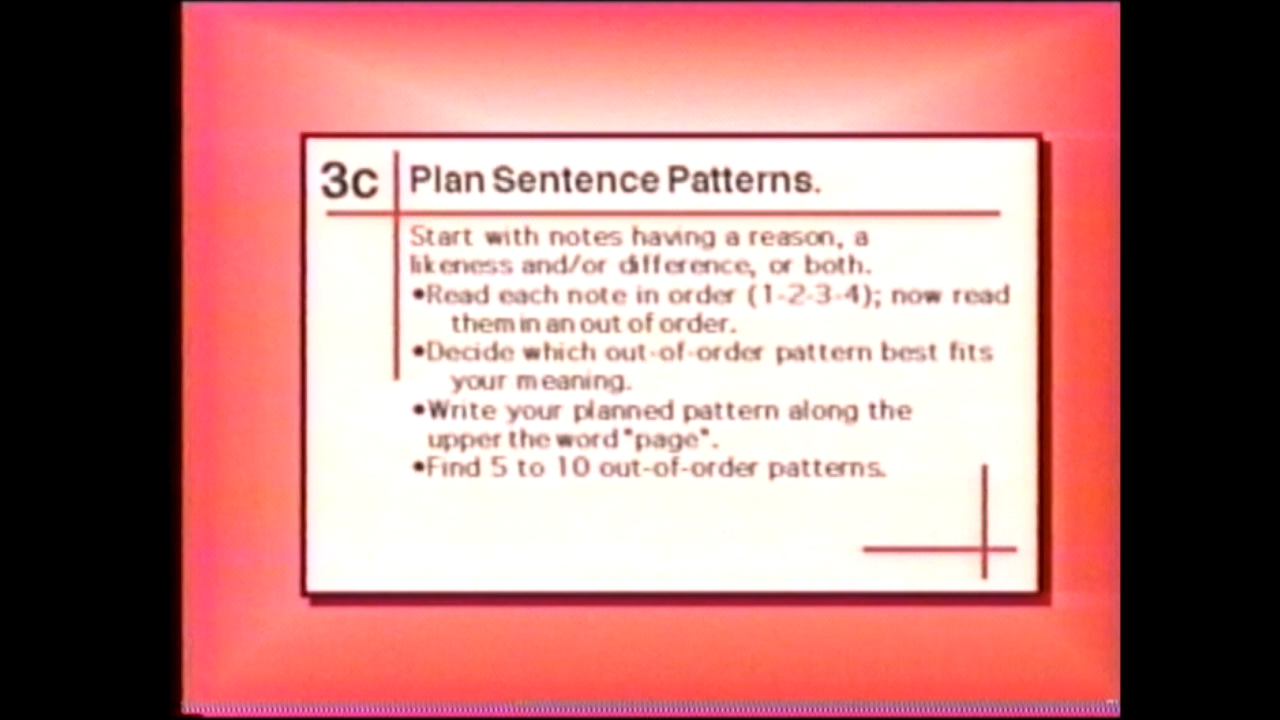 3c Plan Sentence Patterns.
Start with notes having a reason, a
likeness and/or difference, or both.
•Read each note in order (1-2-3-4); now read
them in an out of order.
•Decide which out-of-order pattern best fits
your meaning.
•Write your planned pattern along the
upper the word "page".
•Find 5 to 10 out-of-order patterns.